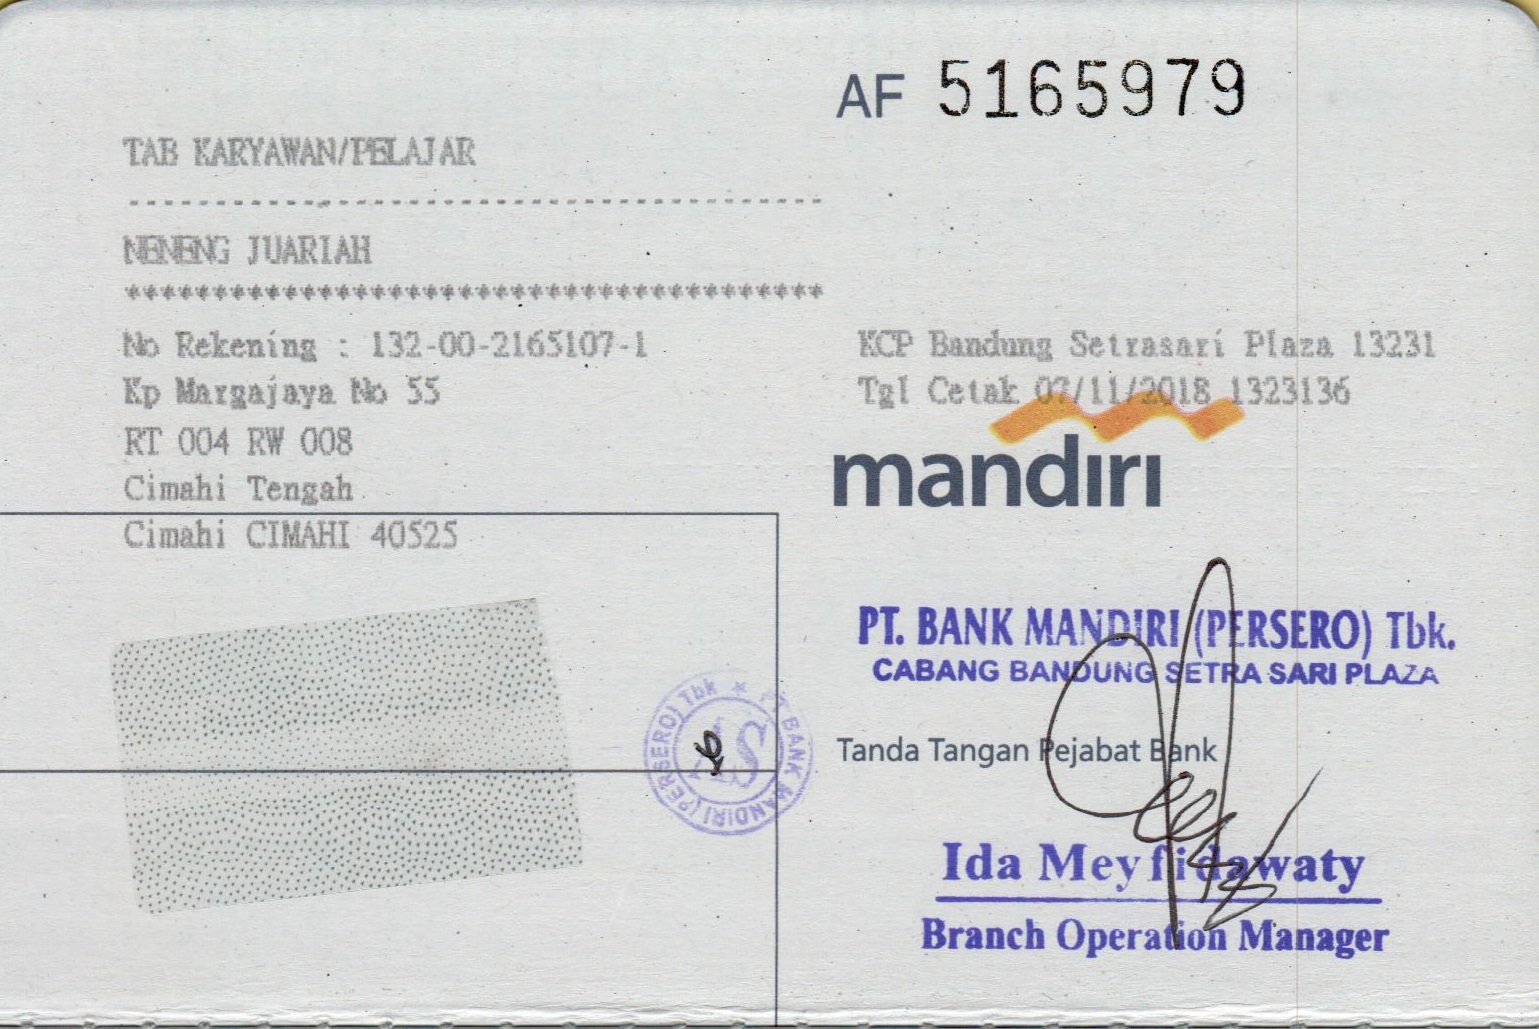 AF 5165979
TAB KARYAWAN/PELAJAR
----------------------------------------
NENENG JUARIAH
****************************************
No Rekening : 132-00-2165107-1
Kp Margajaya No 55
RT 004 RW 008
Cimahi Tengah
Cimahi CIMAHI 40525
KCP Bandung Setrasari Plaza 13231
Tgl Cetak 07/11/2018 1323136
mandırı
PT. BANK MANDIRI (PERSERO) Tbk.
CABANG BANDUNG SETRA SARI PLAZA
PT BANK MANDIRI (PERSERO) Tbk
Tanda Tangan Pejabat Bank
Ida Meyfidawaty
Branch Operation Manager